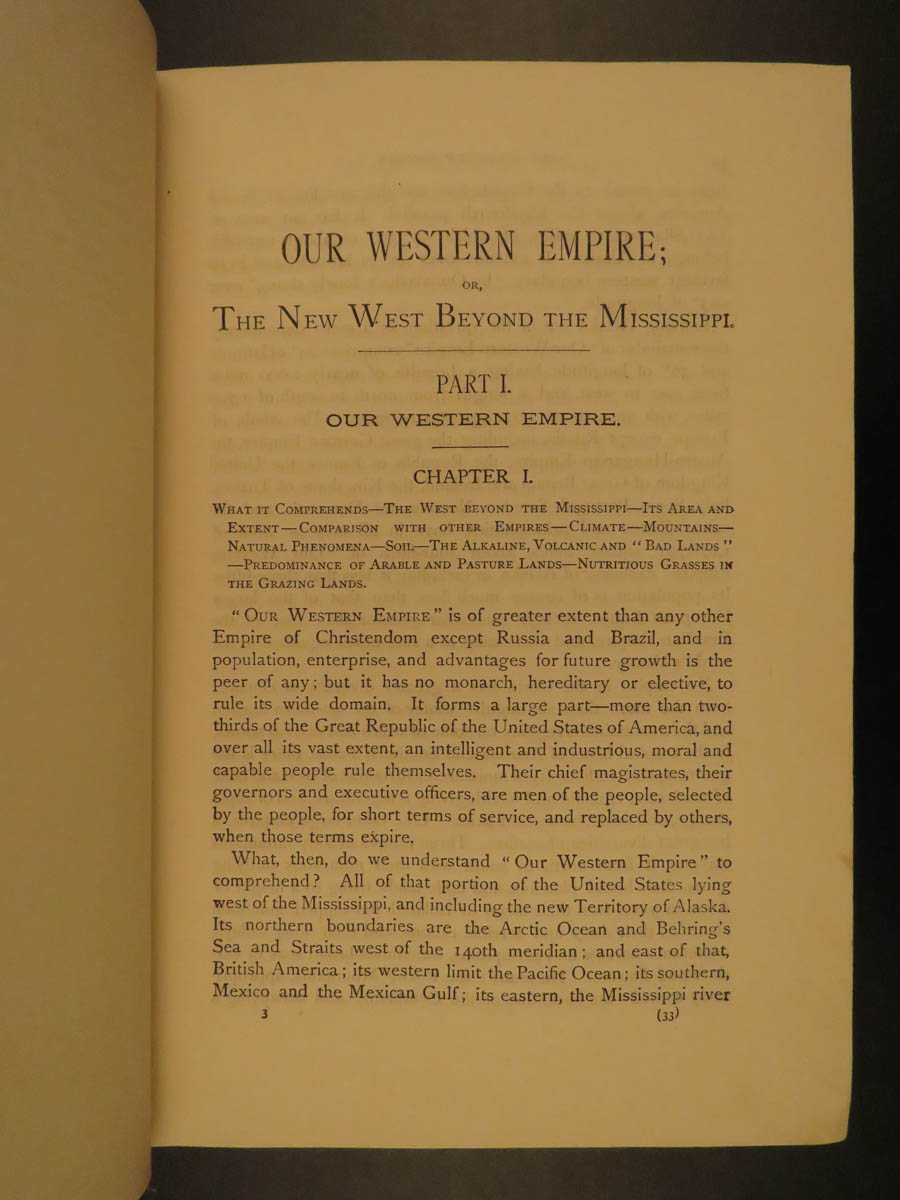 OUR WESTERN EMPIRE;
OR,
THE NEW WEST BEYOND THE MISSISSIPPI.
PART I.
OUR WESTERN EMPIRE.
CHAPTER I.
WHAT IT COMPREHENDS—THE WEST BEYOND THE MISSISSIPPI—ITS AREA AND
EXTENT—COMPARISON WITH OTHER EMPIRES—CLIMATE—MOUNTAINS—
NATURAL PHENOMENA—SOIL—THE ALKALINE, VOLCANIC AND “BAD LANDS”
—PREDOMINANCE OF ARABLE AND PASTURE LANDS—NUTRITIOUS GRASSES IN
THE GRAZING LANDS.
“OUR WESTERN EMPIRE” is of greater extent than any other
Empire of Christendom except Russia and Brazil, and in
population, enterprise, and advantages for future growth is the
peer of any; but it has no monarch, hereditary or elective, to
rule its wide domain. It forms a large part—more than two-
thirds of the Great Republic of the United States of America, and
over all its vast extent, an intelligent and industrious, moral and
capable people rule themselves. Their chief magistrates, their
governors and executive officers, are men of the people, selected
by the people, for short terms of service, and replaced by others,
when those terms expire.
What, then, do we understand “Our Western Empire” to
comprehend? All of that portion of the United States lying
west of the Mississippi, and including the new Territory of Alaska.
Its northern boundaries are the Arctic Ocean and Behring's
Sea and Straits west of the 140th meridian; and east of that,
British America; its western limit the Pacific Ocean; its southern,
Mexico and the Mexican Gulf; its eastern, the Mississippi river
3 (33)